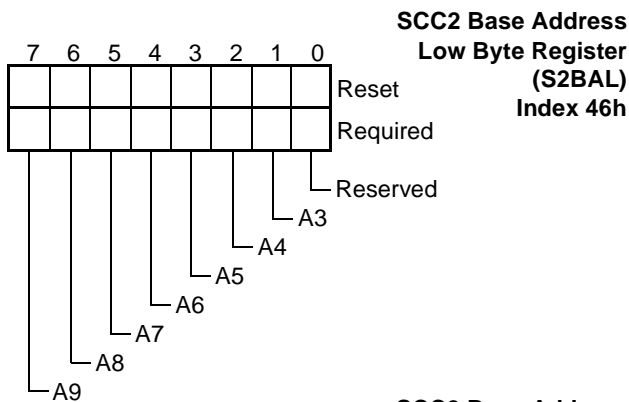 SCC2 Base Address
Low Byte Register
(S2BAL)
Index 46h
7 6 5 4 3 2 1 0
Reset
Required
Reserved
A3
A4
A5
A6
A7
A8
A9